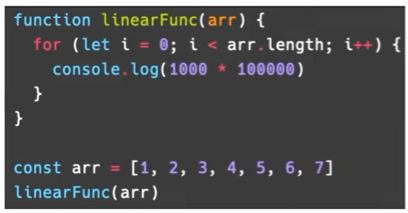 function linearFunc(arr) {
  for (let i = 0; i < arr.length; i++) {
    console.log(1000 * 100000)
  }
}

const arr = [1, 2, 3, 4, 5, 6, 7]
linearFunc(arr)